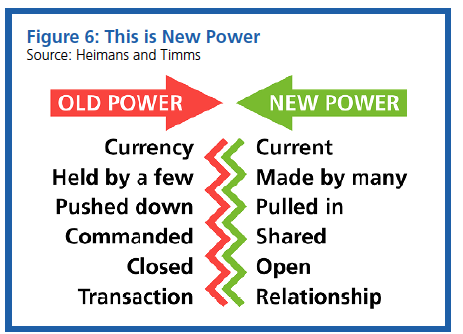 Figure 6: This is New Power
Source: Heimans and Timms
OLD POWER NEW POWER
Currency Current
Held by a few Made by many
Pushed down Pulled in
Commanded Shared
Closed Open
Transaction Relationship